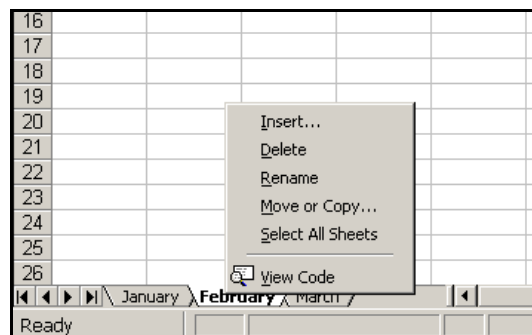 16
17
18
19
20
21
22
23
24
25
26
Insert...
Delete
Rename
Move or Copy...
Select All Sheets
View Code
January February March
Ready